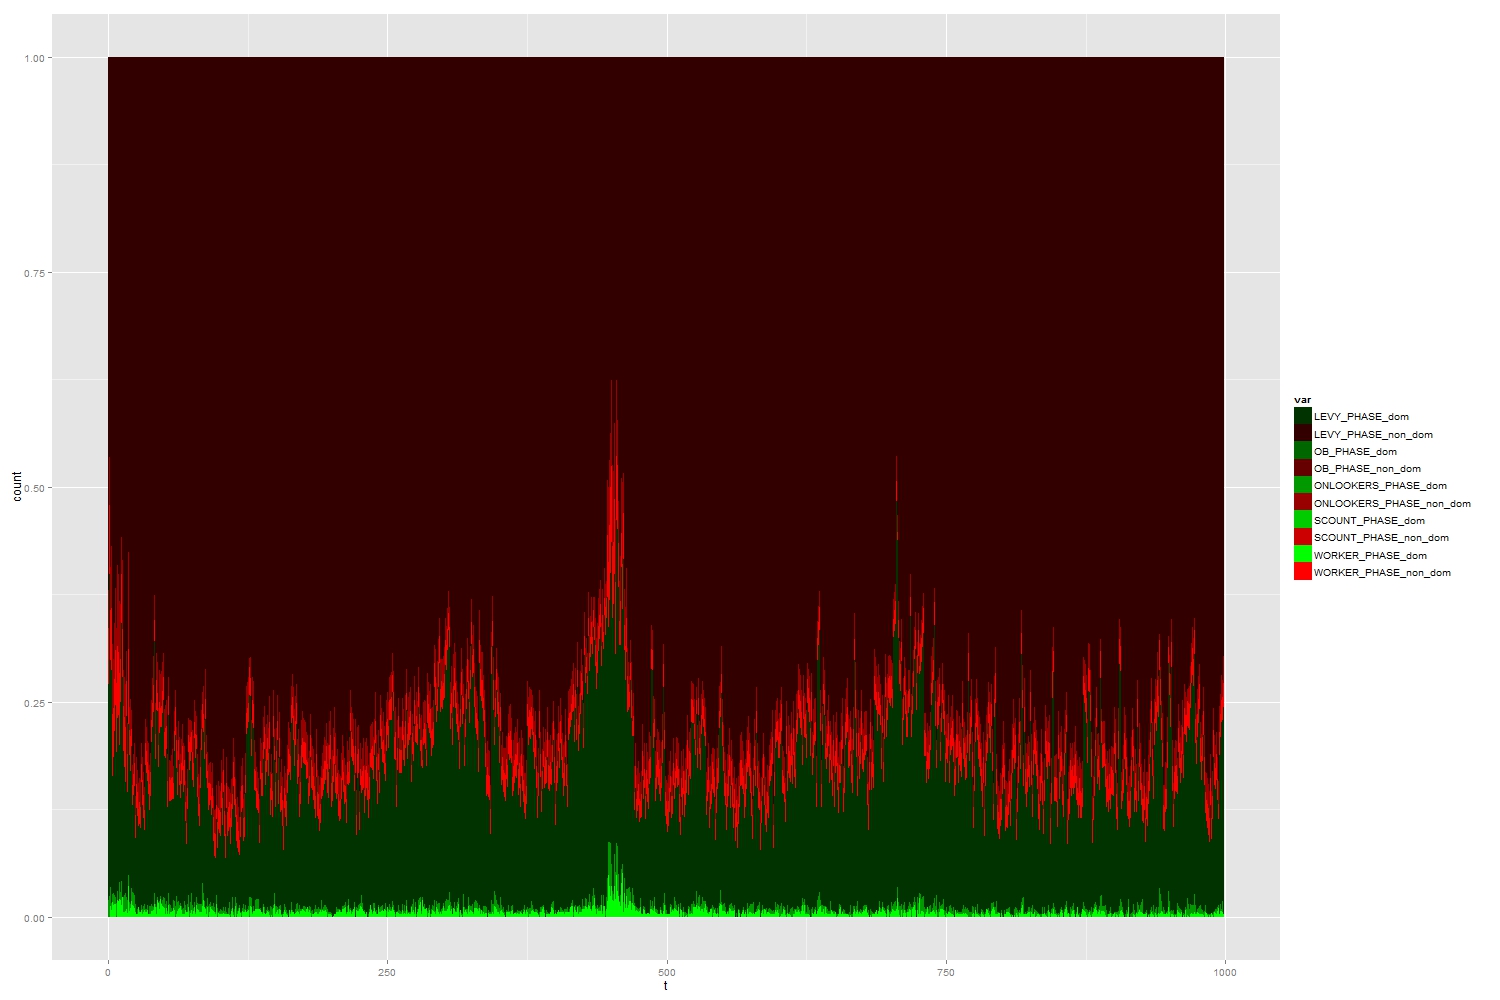 1.00
0.75
0.50
0.25
0.00
count
0
250
500
750
1000
t
var
LEVY_PHASE_dom
LEVY_PHASE_non_dom
OB_PHASE_dom
OB_PHASE_non_dom
ONLOOKERS_PHASE_dom
ONLOOKERS_PHASE_non_dom
SCOUNT_PHASE_dom
SCOUNT_PHASE_non_dom
WORKER_PHASE_dom
WORKER_PHASE_non_dom